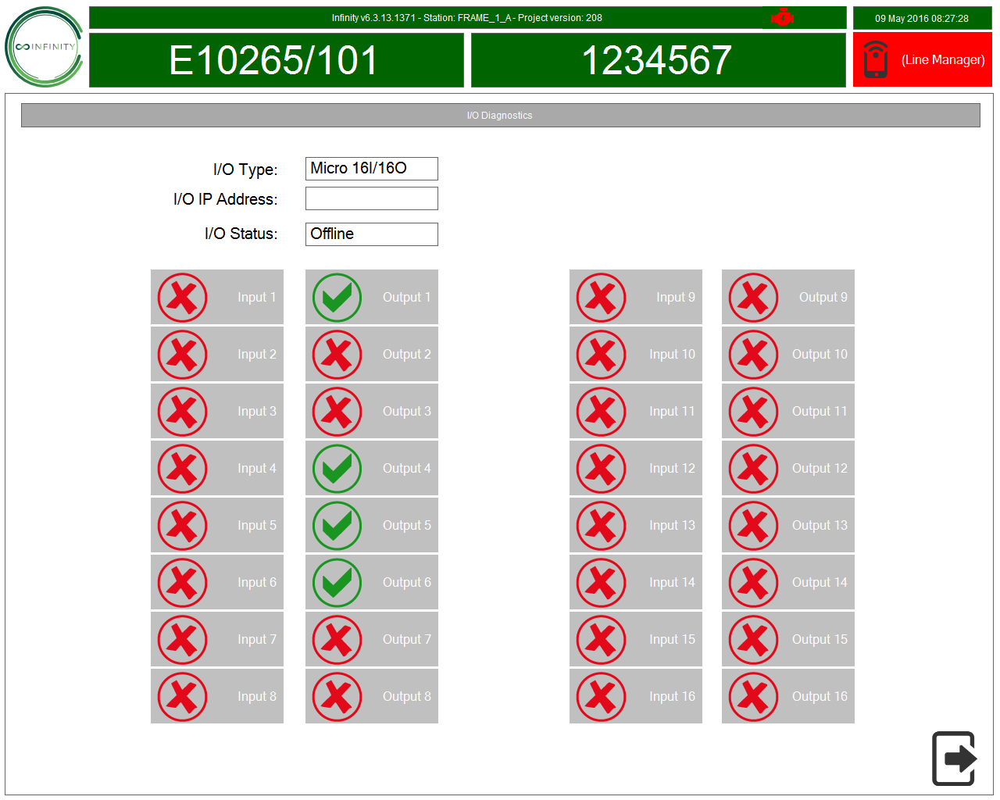 Infinity v6.3.13.1371 - Station: FRAME_1_A - Project version: 208
09 May 2016 08:27:28
INFINITY
E10265/101
1234567
(Line Manager)
I/O Diagnostics
I/O Type: Micro 16I/16O
I/O IP Address:
I/O Status: Offline
Input 1 Output 1 Input 9 Output 9
Input 2 Output 2 Input 10 Output 10
Input 3 Output 3 Input 11 Output 11
Input 4 Output 4 Input 12 Output 12
Input 5 Output 5 Input 13 Output 13
Input 6 Output 6 Input 14 Output 14
Input 7 Output 7 Input 15 Output 15
Input 8 Output 8 Input 16 Output 16